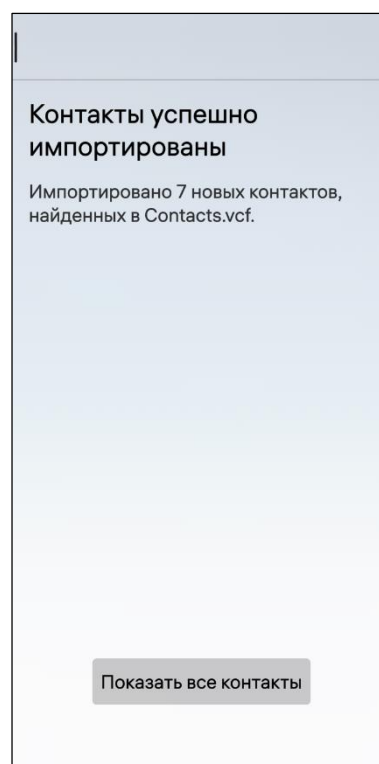 Контакты успешно
импортированы
Импортировано 7 новых контактов,
найденных в Contacts.vcf.
Показать все контакты